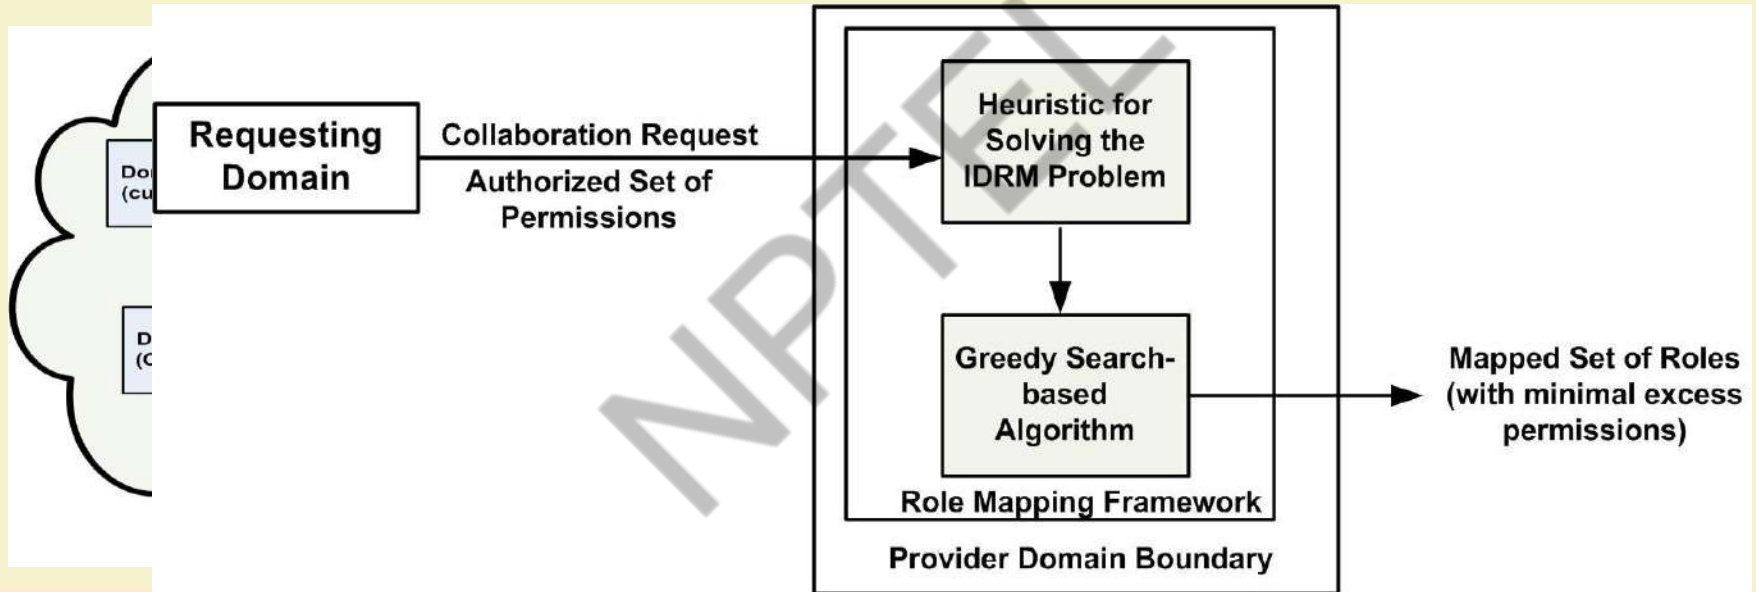 Requesting
Domain
Collaboration Request
Authorized Set of
Permissions
Heuristic for
Solving the
IDRM Problem
Greedy Search-
based
Algorithm
Role Mapping Framework
Provider Domain Boundary
Mapped Set of Roles
(with minimal excess
permissions)
NPTEL